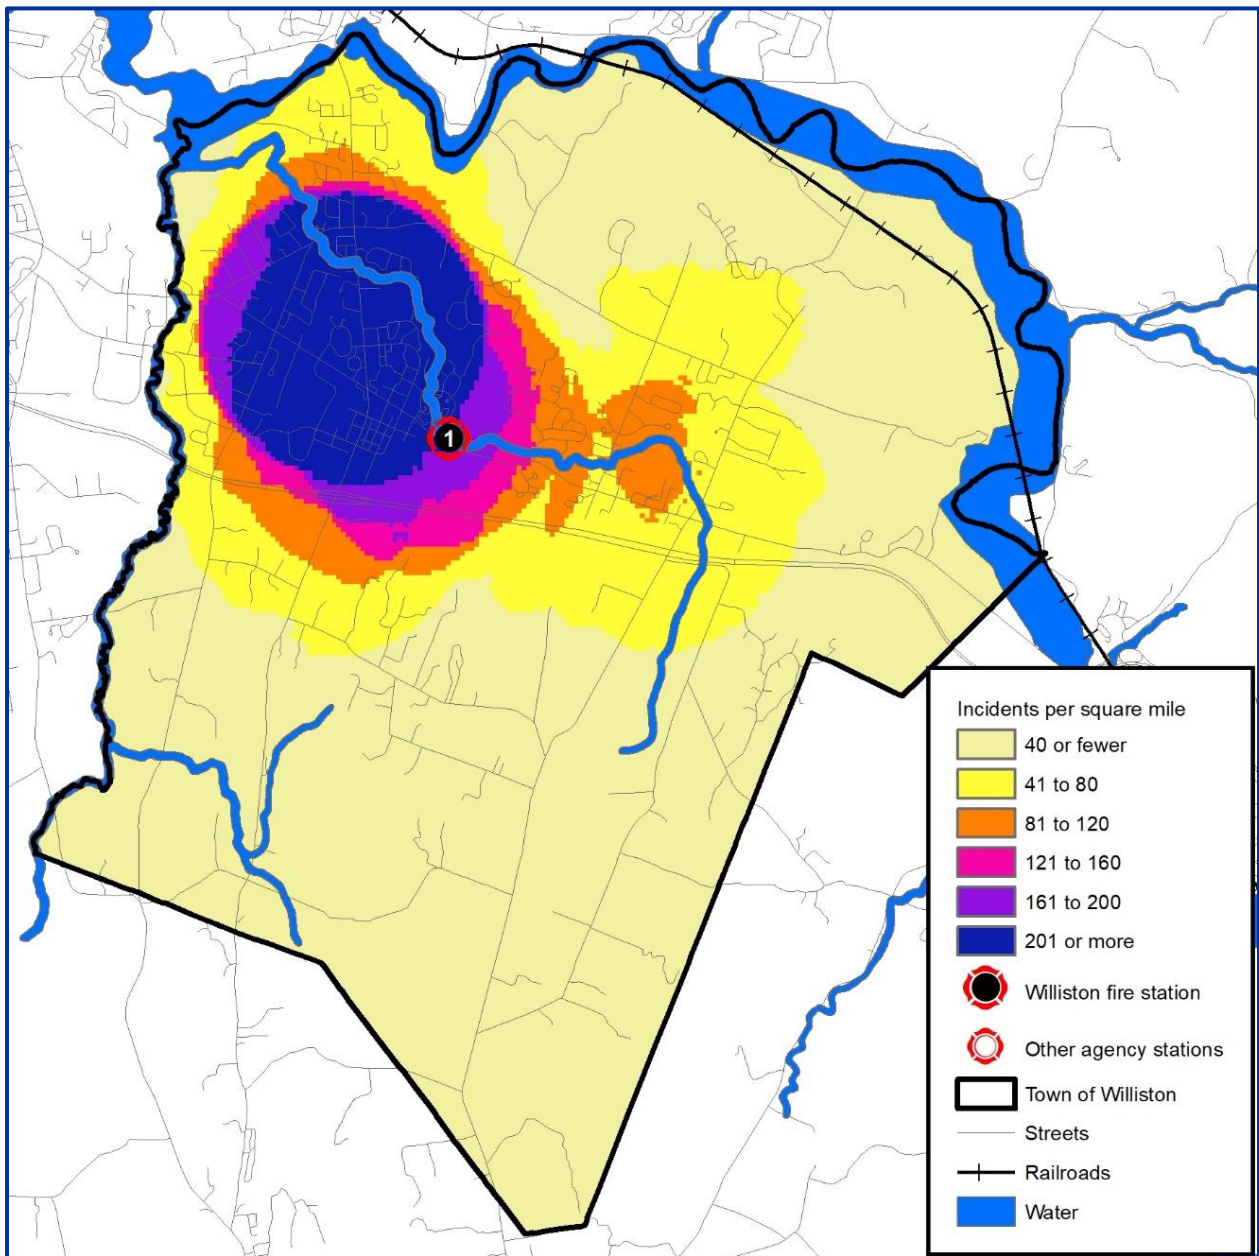 1
Incidents per square mile
40 or fewer
41 to 80
81 to 120
121 to 160
161 to 200
201 or more
Williston fire station
Other agency stations
Town of Williston
Streets
Railroads
Water